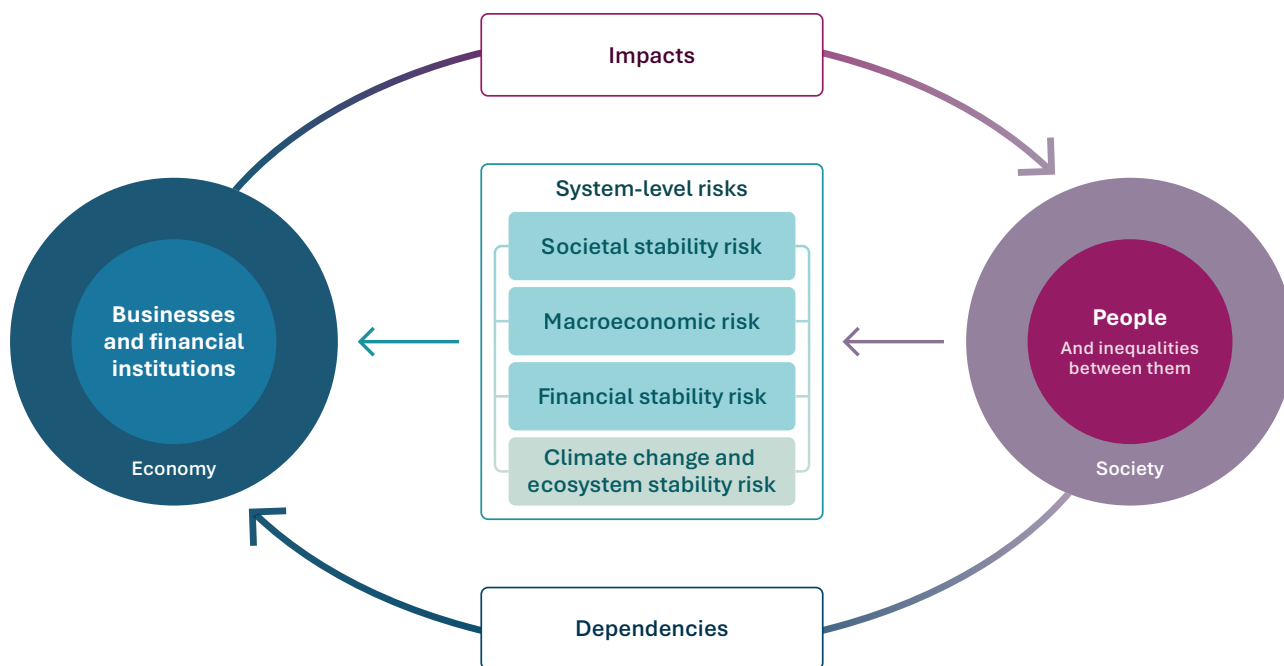 Impacts
System-level risks
Societal stability risk
Macroeconomic risk
Financial stability risk
Climate change and
ecosystem stability risk
Businesses
and financial
institutions
Economy
People
And inequalities
between them
Society
Dependencies